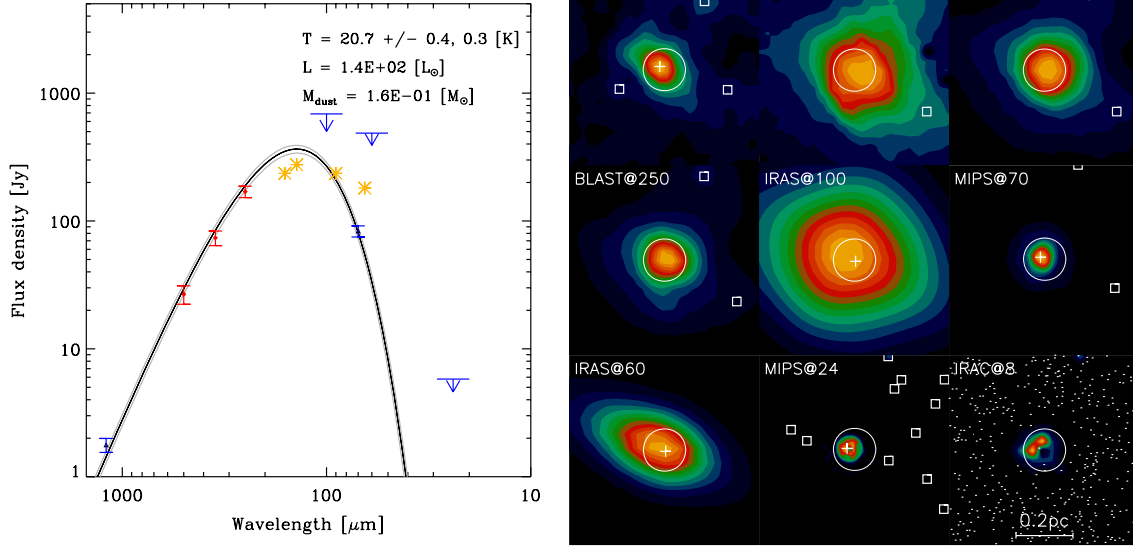 T = 20.7 +/- 0.4, 0.3 [K]
L = 1.4E+02 [L⊙]
Mdust = 1.6E-01 [M⊙]
1000
100
10
1
Flux density [Jy]
1000
100
10
Wavelength [μm]
BLAST@250
IRAS@100
MIPS@70
IRAS@60
MIPS@24
IRAC@8
0.2pc